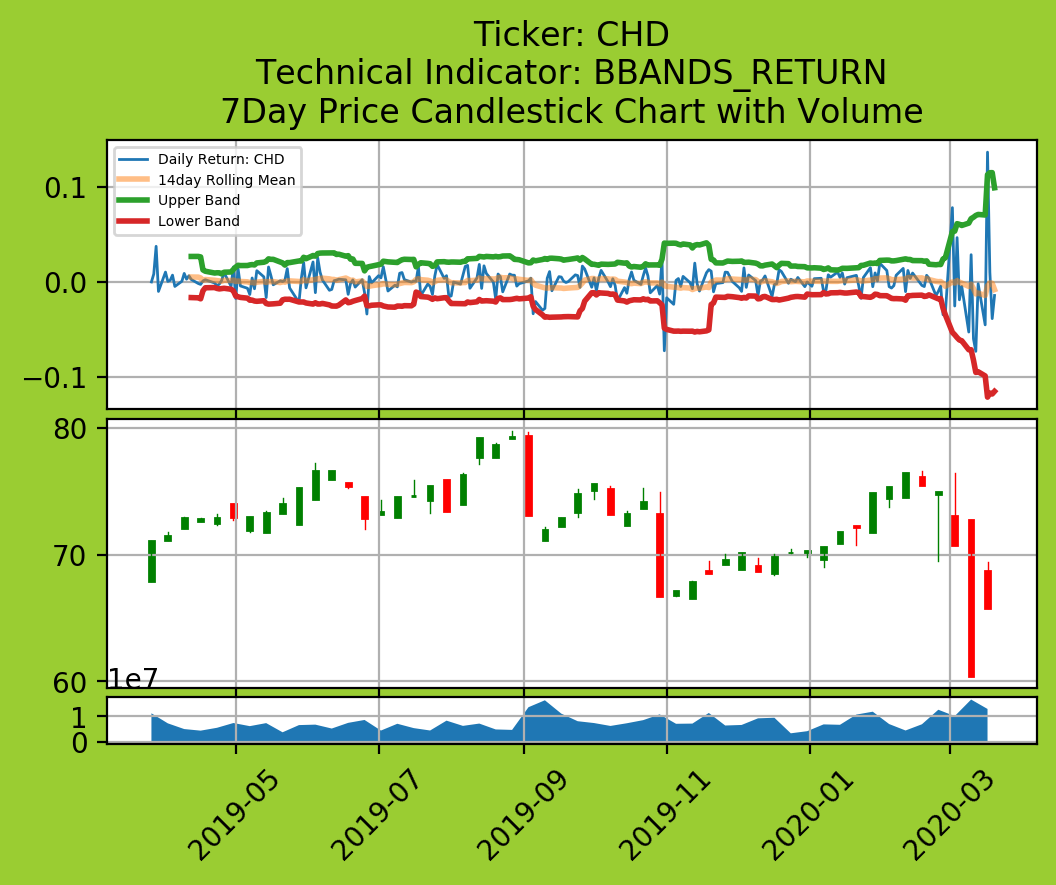 Ticker: CHD
Technical Indicator: BBANDS_RETURN
7Day Price Candlestick Chart with Volume
Daily Return: CHD
14day Rolling Mean
Upper Band
Lower Band
0.1
0.0
−0.1
80
70
60
1e7
1
0
2019-05
2019-07
2019-09
2019-11
2020-01
2020-03